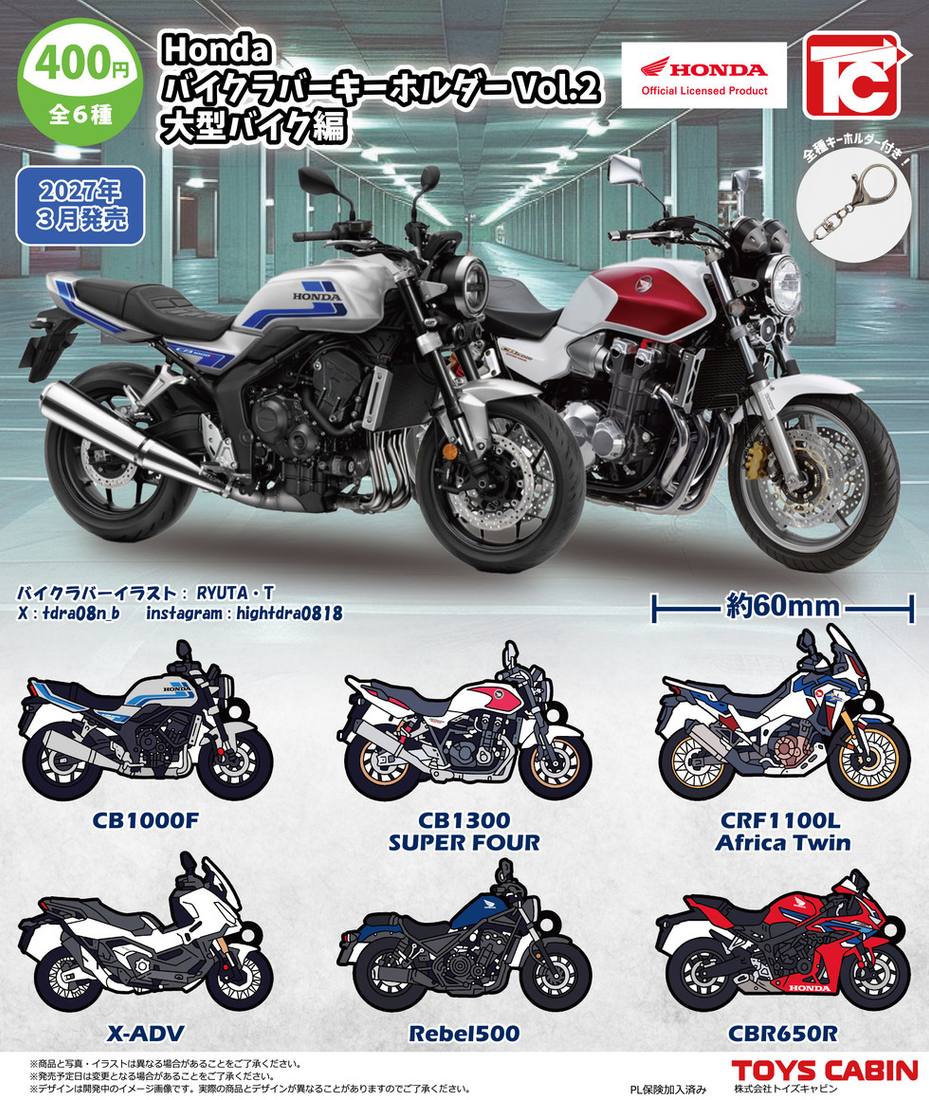 400円
全6種
Honda
バイクラバーキーホルダー Vol.2
大型バイク編
HONDA
Official Licensed Product
TC
2027年
3月発売
全種キーホルダー付き!
HONDA
バイクラバーイラスト : RYUTA・T
X : tdra08n_b instagram : hightdra0818
約60mm
HONDA
CB1000F
CB1300
SUPER FOUR
CRF1100L
Africa Twin
HONDA
X-ADV
Rebel500
CBR650R
※商品と写真・イラストは異なる場合があることをご了承ください。
※発売予定日は変更となる場合があることをご了承ください。
※デザインは開発中のイメージ画像です。実際の商品とデザインが異なることがありますのでご了承ください。
PL保険加入済み
TOYS CABIN
株式会社トイズキャビン